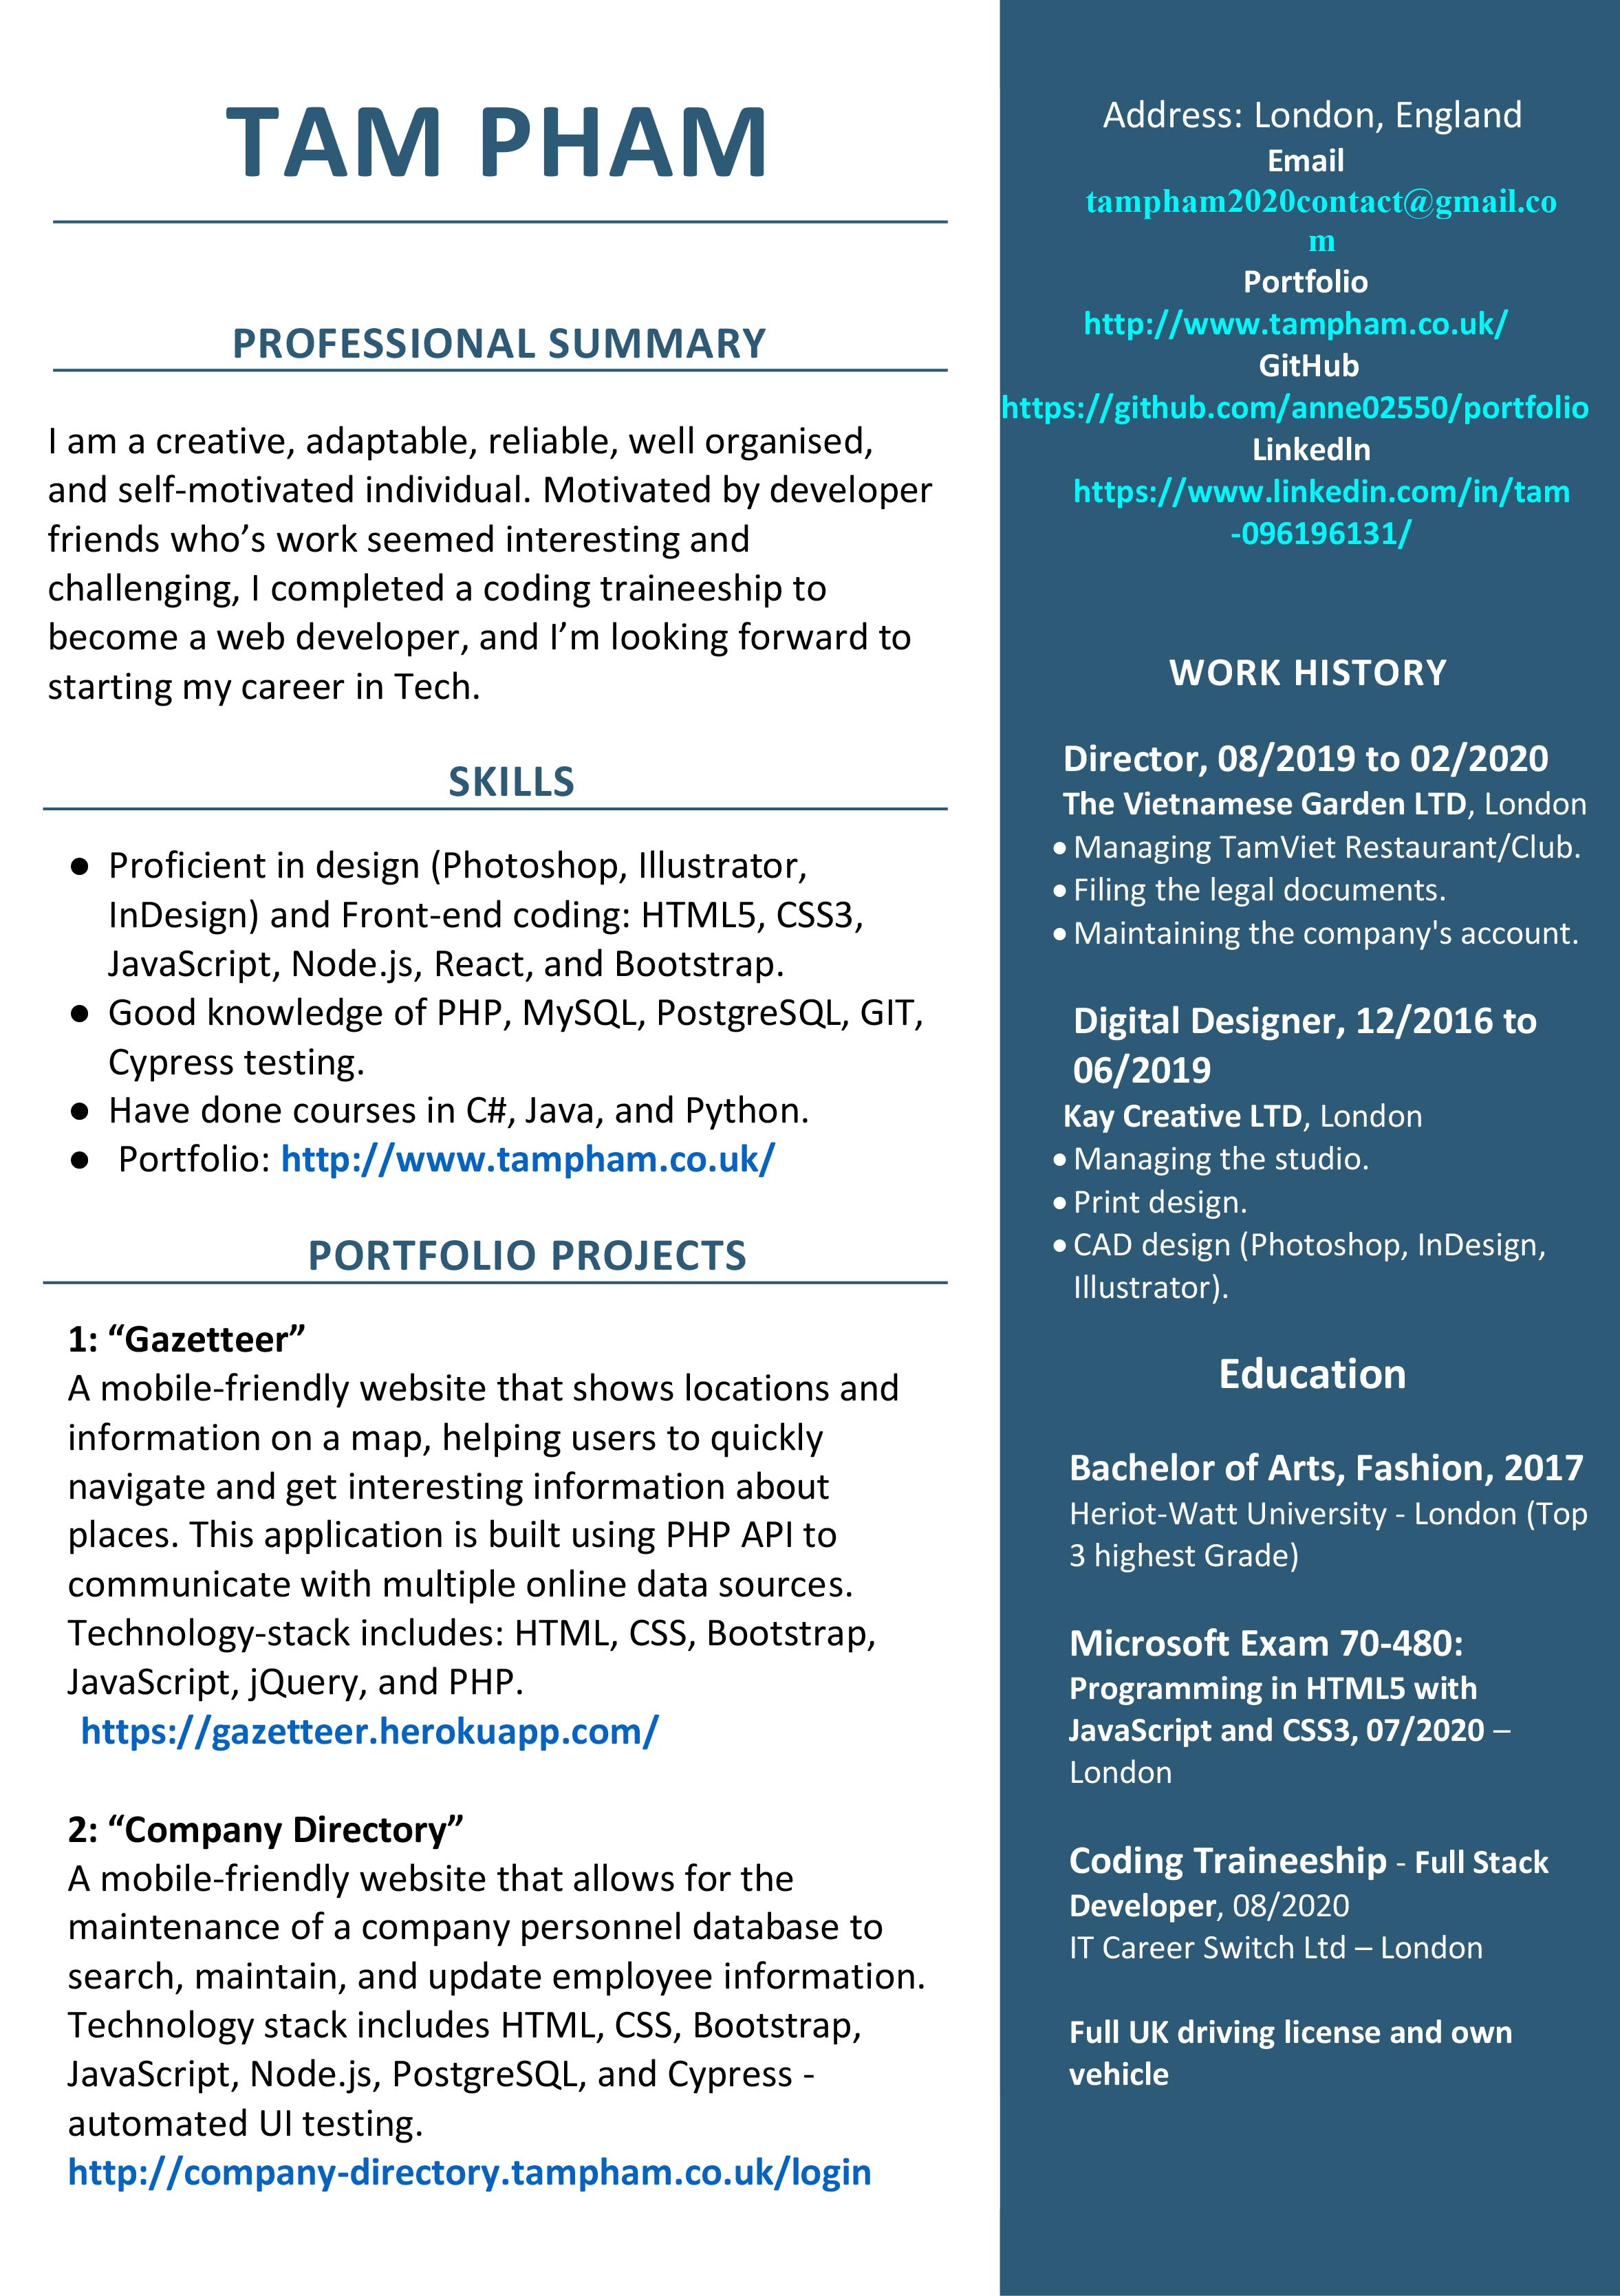 TAM PHAM
PROFESSIONAL SUMMARY
I am a creative, adaptable, reliable, well organised,
and self-motivated individual. Motivated by developer
friends who’s work seemed interesting and
challenging, I completed a coding traineeship to
become a web developer, and I’m looking forward to
starting my career in Tech.
SKILLS
● Proficient in design (Photoshop, Illustrator,
InDesign) and Front-end coding: HTML5, CSS3,
JavaScript, Node.js, React, and Bootstrap.
● Good knowledge of PHP, MySQL, PostgreSQL, GIT,
Cypress testing.
● Have done courses in C#, Java, and Python.
● Portfolio: http://www.tampham.co.uk/
PORTFOLIO PROJECTS
1: “Gazetteer”
A mobile-friendly website that shows locations and
information on a map, helping users to quickly
navigate and get interesting information about
places. This application is built using PHP API to
communicate with multiple online data sources.
Technology-stack includes: HTML, CSS, Bootstrap,
JavaScript, jQuery, and PHP.
https://gazetteer.herokuapp.com/
2: “Company Directory”
A mobile-friendly website that allows for the
maintenance of a company personnel database to
search, maintain, and update employee information.
Technology stack includes HTML, CSS, Bootstrap,
JavaScript, Node.js, PostgreSQL, and Cypress -
automated UI testing.
http://company-directory.tampham.co.uk/login
Address: London, England
Email
tampham2020contact@gmail.co
m
Portfolio
http://www.tampham.co.uk/
GitHub
https://github.com/anne02550/portfolio
Linkedln
https://www.linkedin.com/in/tam
-096196131/
WORK HISTORY
Director, 08/2019 to 02/2020
The Vietnamese Garden LTD, London
• Managing TamViet Restaurant/Club.
• Filing the legal documents.
• Maintaining the company's account.
Digital Designer, 12/2016 to
06/2019
Kay Creative LTD, London
• Managing the studio.
• Print design.
• CAD design (Photoshop, InDesign,
Illustrator).
Education
Bachelor of Arts, Fashion, 2017
Heriot-Watt University - London (Top
3 highest Grade)
Microsoft Exam 70-480:
Programming in HTML5 with
JavaScript and CSS3, 07/2020 –
London
Coding Traineeship - Full Stack
Developer, 08/2020
IT Career Switch Ltd – London
Full UK driving license and own
vehicle